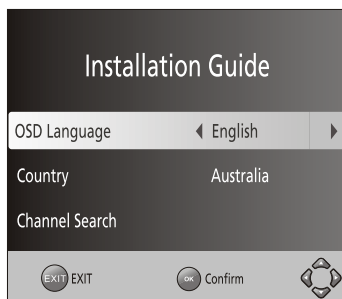 Installation Guide
OSD Language English
Country Australia
Channel Search
EXIT EXIT OK Confirm